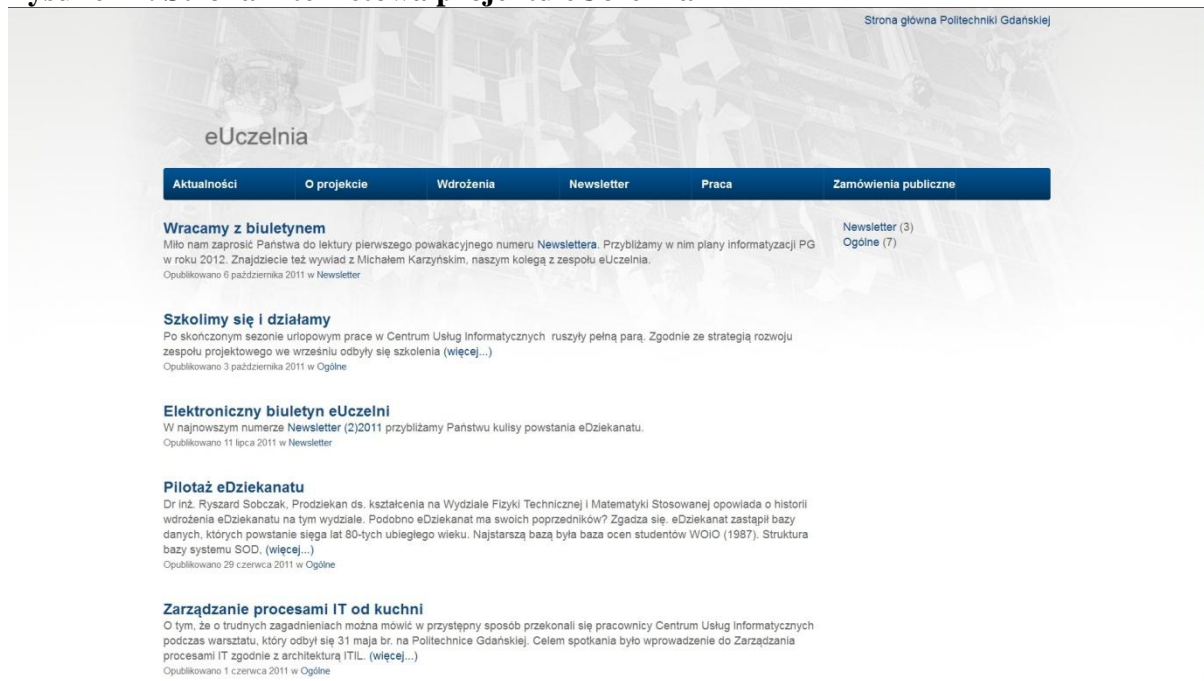 Strona główna Politechniki Gdańskiej
eUczelnia
Aktualności O projekcie Wdrożenia Newsletter Praca Zamówienia publiczne
Wracamy z biuletynem
Miło nam zaprosić Państwa do lektury pierwszego powakacyjnego numeru Newslettera. Przybliżamy w nim plany informatyzacji PG
w roku 2012. Znajdziecie też wywiad z Michałem Karzyńskim, naszym kolegą z zespołu eUczelnia.
Opublikowano 6 października 2011 w Newsletter
Newsletter (3)
Ogólne (7)
Szkolimy się i działamy
Po skończonym sezonie urlopowym prace w Centrum Usług Informatycznych ruszyły pełną parą. Zgodnie ze strategią rozwoju
zespołu projektowego we wrześniu odbyły się szkolenia (więcej...)
Opublikowano 3 października 2011 w Ogólne
Elektroniczny biuletyn eUczelni
W najnowszym numerze Newsletter (2)2011 przybliżamy Państwu kulisy powstania eDziekanatu.
Opublikowano 11 lipca 2011 w Newsletter
Pilotaż eDziekanatu
Dr inż. Ryszard Sobczak, Prodziekan ds. kształcenia na Wydziale Fizyki Technicznej i Matematyki Stosowanej opowiada o historii
wdrożenia eDziekanatu na tym wydziale. Podobno eDziekanat ma swoich poprzedników? Zgadza się. eDziekanat zastąpił bazy
danych, których powstanie sięga lat 80-tych ubiegłego wieku. Najstarszą bazą była baza ocen studentów WOiO (1987). Struktura
bazy systemu SOD, (więcej...)
Opublikowano 29 czerwca 2011 w Ogólne
Zarządzanie procesami IT od kuchni
O tym, że o trudnych zagadnieniach można mówić w przystępny sposób przekonali się pracownicy Centrum Usług Informatycznych
podczas warsztatu, który odbył się 31 maja br. na Politechnice Gdańskiej. Celem spotkania było wprowadzenie do Zarządzania
procesami IT zgodnie z architekturą ITIL. (więcej...)
Opublikowano 1 czerwca 2011 w Ogólne